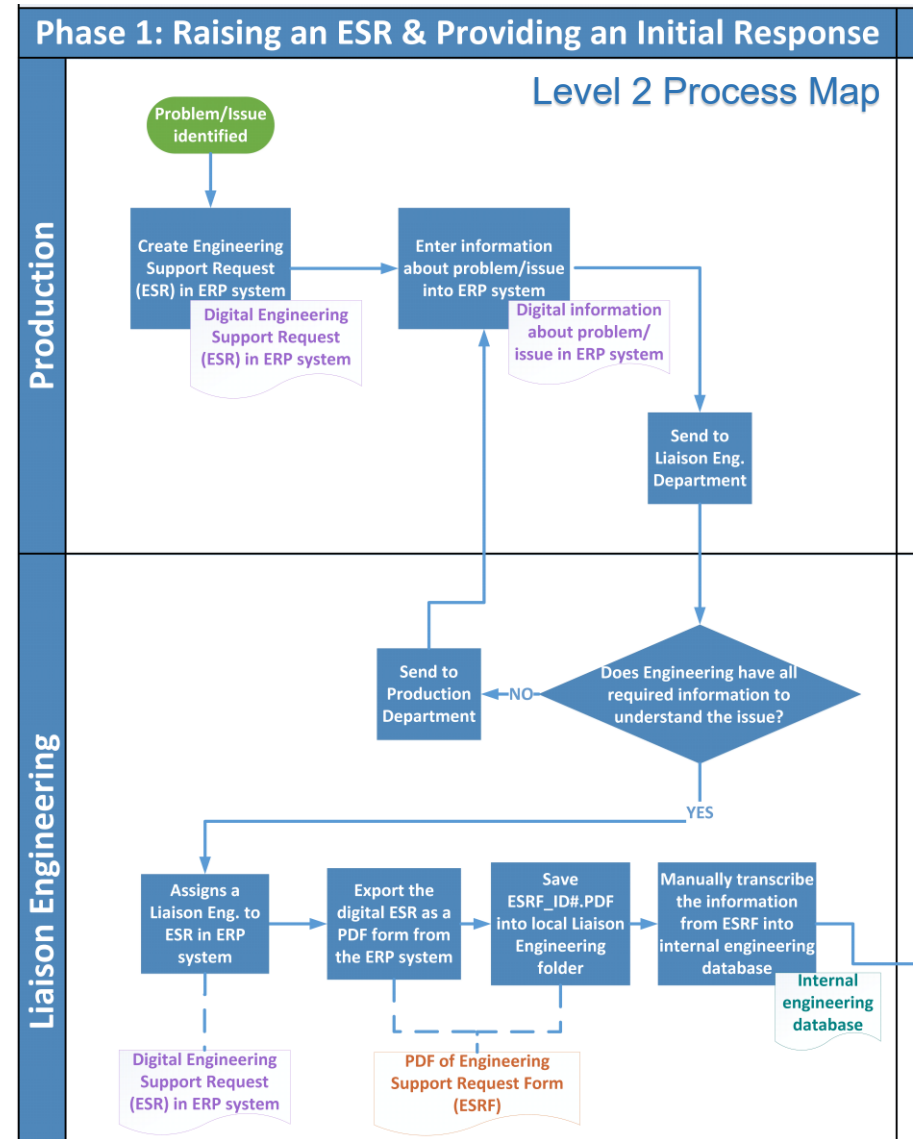 Phase 1: Raising an ESR & Providing an Initial Response
Level 2 Process Map
Production
Problem/Issue
identified
Create Engineering
Support Request
(ESR) in ERP system
Digital Engineering
Support Request
(ESR) in ERP system
Enter information
about problem/issue
into ERP system
Digital information
about problem/
issue in ERP system
Send to
Liaison Eng.
Department
Liaison Engineering
Does Engineering have all
required information to
understand the issue?
NO
Send to
Production
Department
YES
Assigns a
Liaison Eng. to
ESR in ERP
system
Digital Engineering
Support Request
(ESR) in ERP system
Export the
digital ESR as a
PDF form from
the ERP system
Save
ESRF_ID#.PDF
into local Liaison
Engineering
folder
PDF of Engineering
Support Request Form
(ESRF)
Manually transcribe
the information
from ESRF into
internal engineering
database
Internal
engineering
database